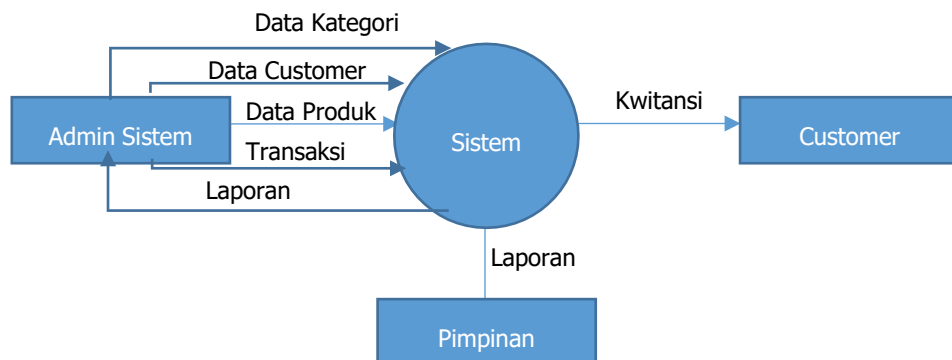 Data Kategori
Data Customer
Data Produk
Transaksi
Laporan
Admin Sistem
Sistem
Kwitansi
Customer
Laporan
Pimpinan